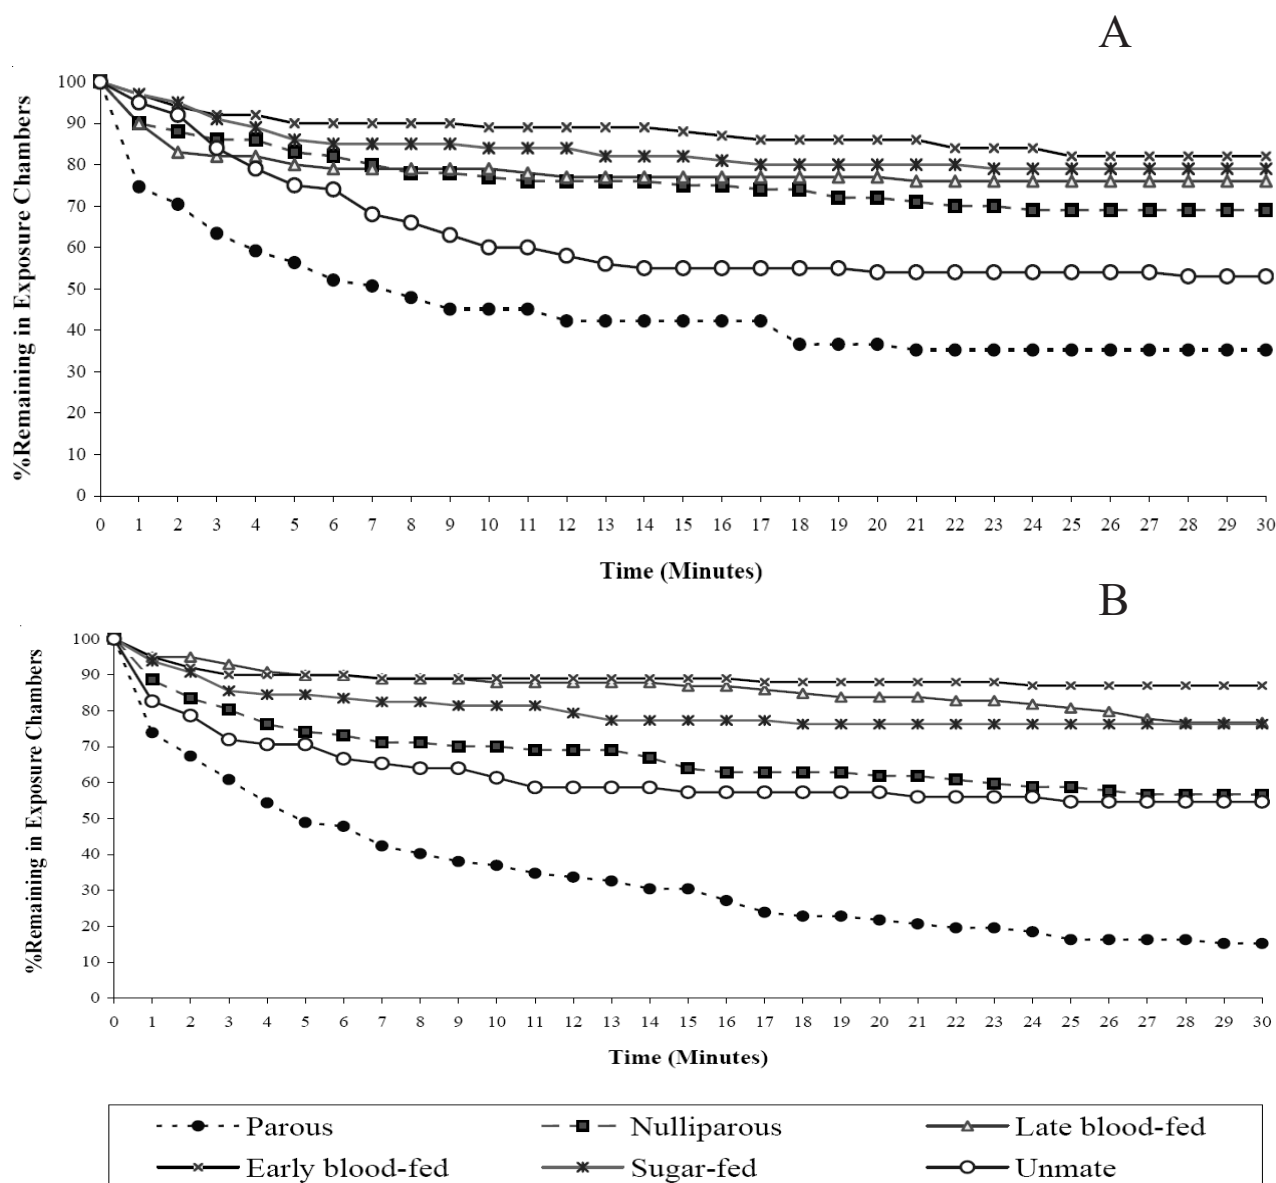 A
100
90
80
70
60
50
40
30
20
10
0
%Remaining in Exposure Chambers
0 1 2 3 4 5 6 7 8 9 10 11 12 13 14 15 16 17 18 19 20 21 22 23 24 25 26 27 28 29 30
Time (Minutes)
B
100
90
80
70
60
50
40
30
20
10
0
%Remaining in Exposure Chambers
0 1 2 3 4 5 6 7 8 9 10 11 12 13 14 15 16 17 18 19 20 21 22 23 24 25 26 27 28 29 30
Time (Minutes)
Parous Nulliparous Late blood-fed
Early blood-fed Sugar-fed Unmate